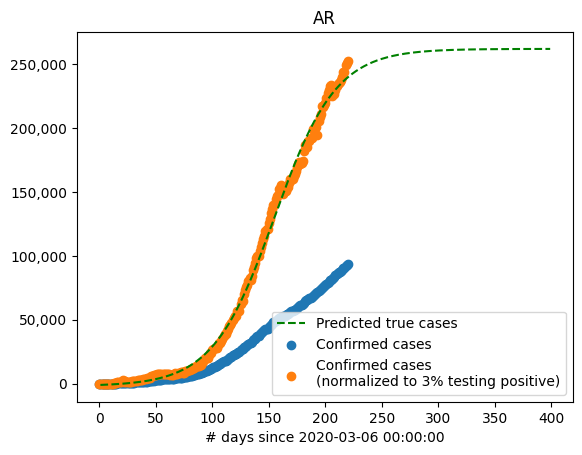 AR
250,000
200,000
150,000
100,000
50,000
0
Predicted true cases
Confirmed cases
Confirmed cases
(normalized to 3% testing positive)
0 50 100 150 200 250 300 350 400
# days since 2020-03-06 00:00:00